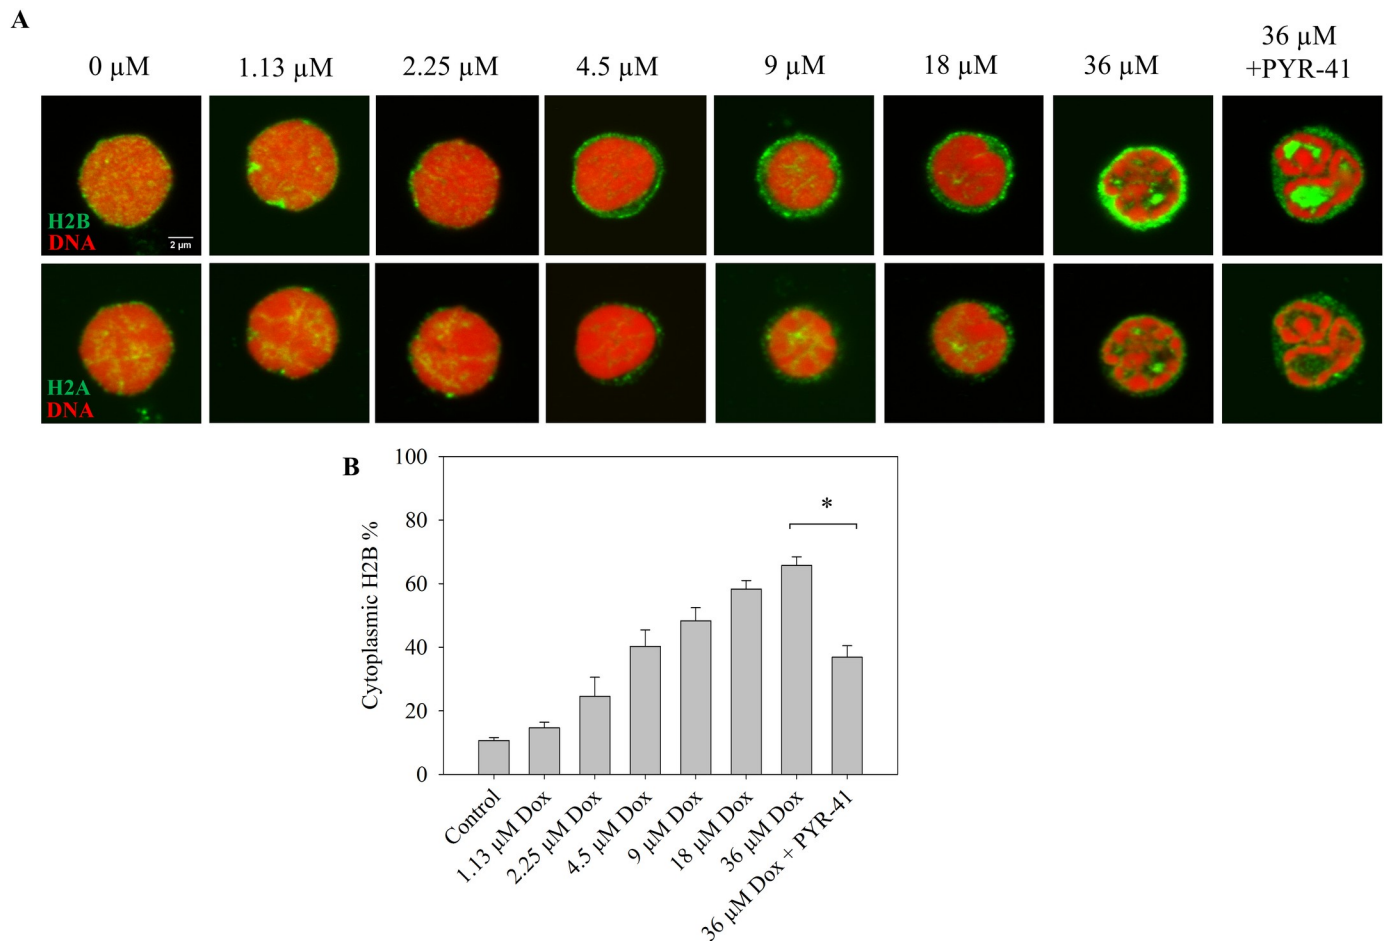 A
0 µM 1.13 µM 2.25 µM 4.5 µM 9 µM 18 µM 36 µM 36 µM
+PYR-41
H2B
DNA
2 µm
H2A
DNA
B
100
80
60
40
20
0
Cytoplasmic H2B %
*
Control
1.13 µM Dox
2.25 µM Dox
4.5 µM Dox
9 µM Dox
18 µM Dox
36 µM Dox
36 µM Dox + PYR-41